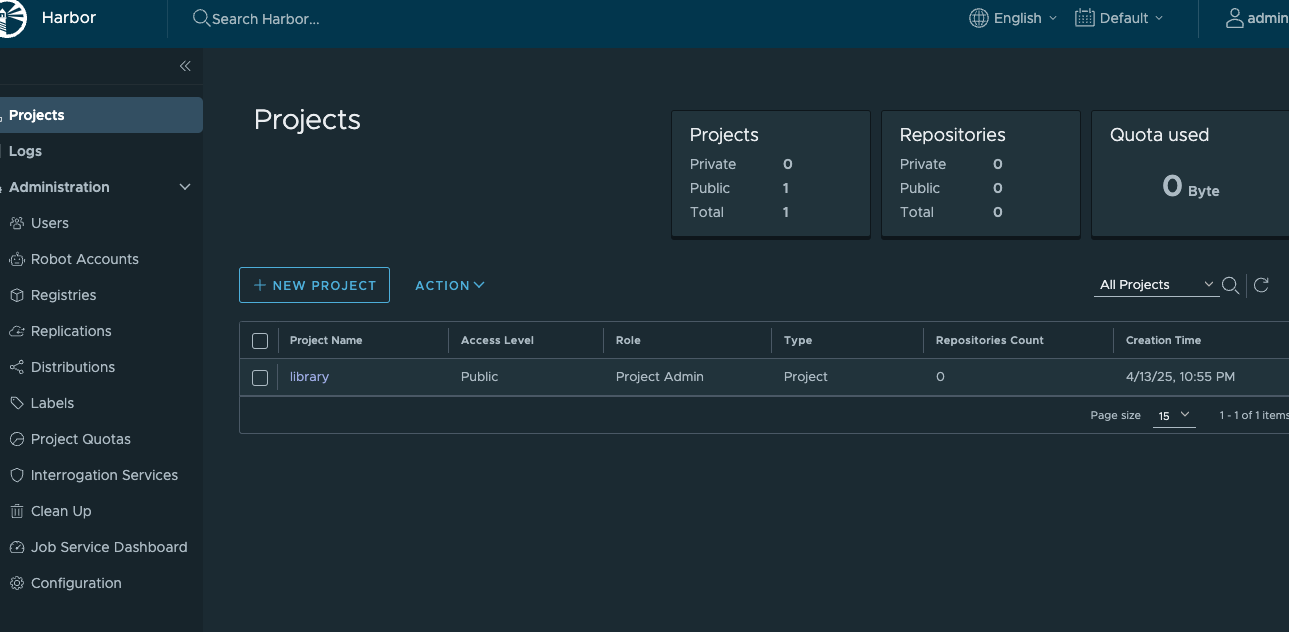 Harbor
Search Harbor...
English
Default
admin
Projects
Logs
Administration
Users
Robot Accounts
Registries
Replications
Distributions
Labels
Project Quotas
Interrogation Services
Clean Up
Job Service Dashboard
Configuration
Projects
Projects
Private 0
Public 1
Total 1
Repositories
Private 0
Public 0
Total 0
Quota used
0 Byte
+ NEW PROJECT
ACTION
All Projects
Project Name Access Level Role Type Repositories Count Creation Time
library Public Project Admin Project 0 4/13/25, 10:55 PM
Page size 15 1 - 1 of 1 items